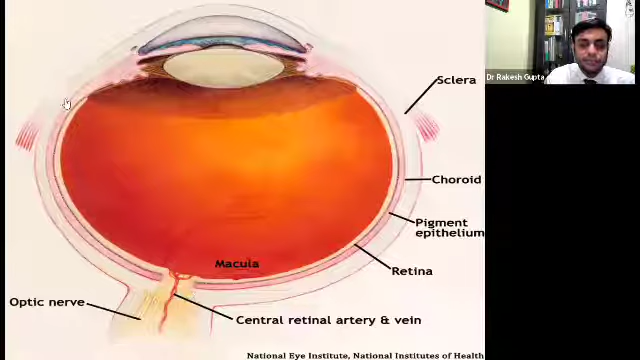 Dr Rakesh Gupta
Sclera
Choroid
Pigment
epithelium
Macula
Retina
Optic nerve
Central retinal artery & vein
National Eye Institute, National Institutes of Health